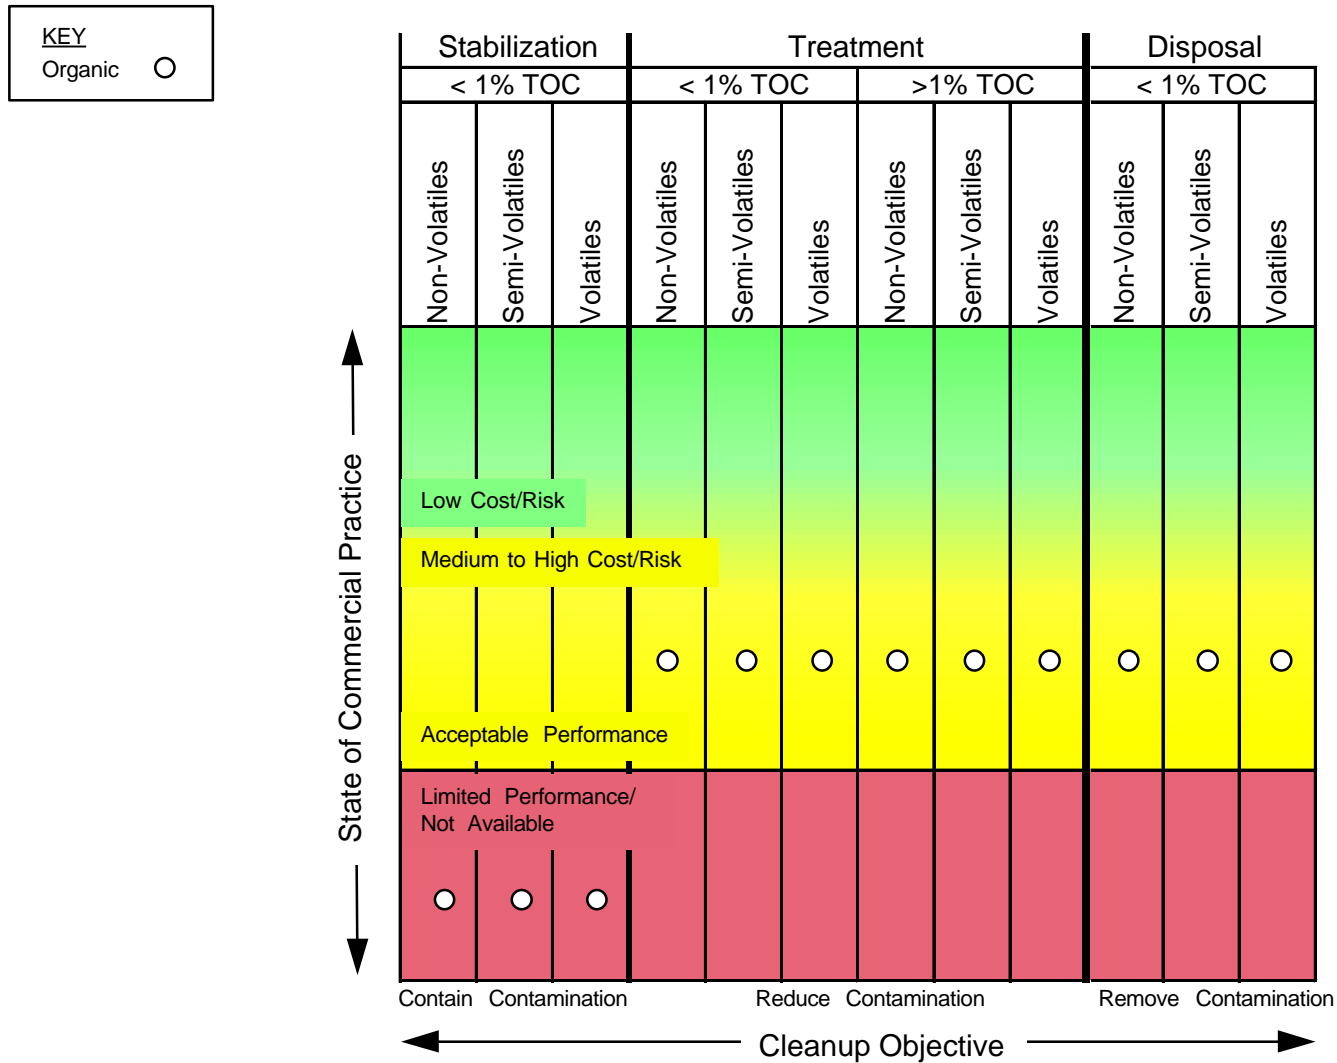 KEY
Organic
Stabilization Treatment Disposal
< 1% TOC < 1% TOC >1% TOC < 1% TOC
Non-Volatiles Semi-Volatiles Volatiles Non-Volatiles Semi-Volatiles Volatiles Non-Volatiles Semi-Volatiles Volatiles Non-Volatiles Semi-Volatiles Volatiles
State of Commercial Practice
Low Cost/Risk
Medium to High Cost/Risk
Acceptable Performance
Limited Performance/
Not Available
Contain Contamination Reduce Contamination Remove Contamination
Cleanup Objective